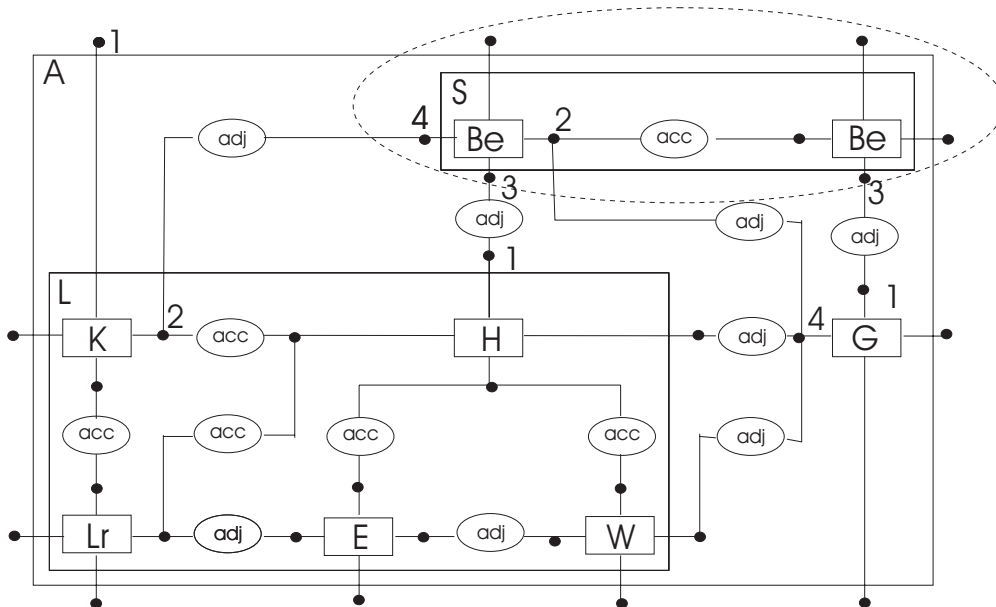 1
A
S
4 Be 2 acc Be
adj
3 3
adj adj adj
1 1
L
K 2 acc H adj 4 G
acc acc acc acc adj
Lr adj E adj W